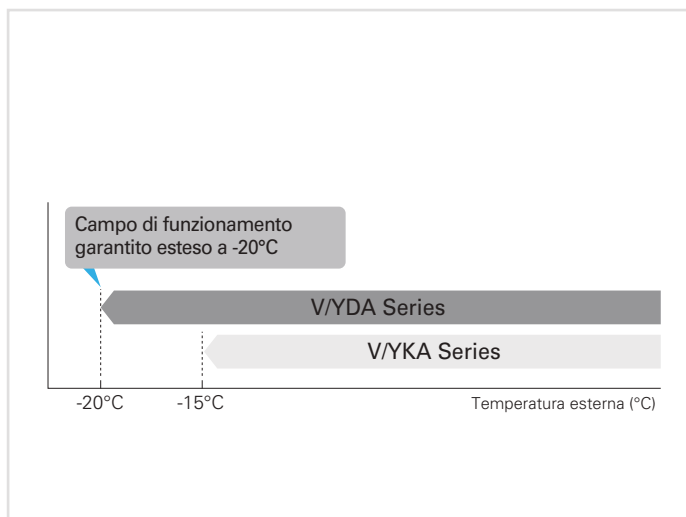 Campo di funzionamento
garantito esteso a -20°C
V/YDA Series
V/YKA Series
-20°C
-15°C
Temperatura esterna (°C)